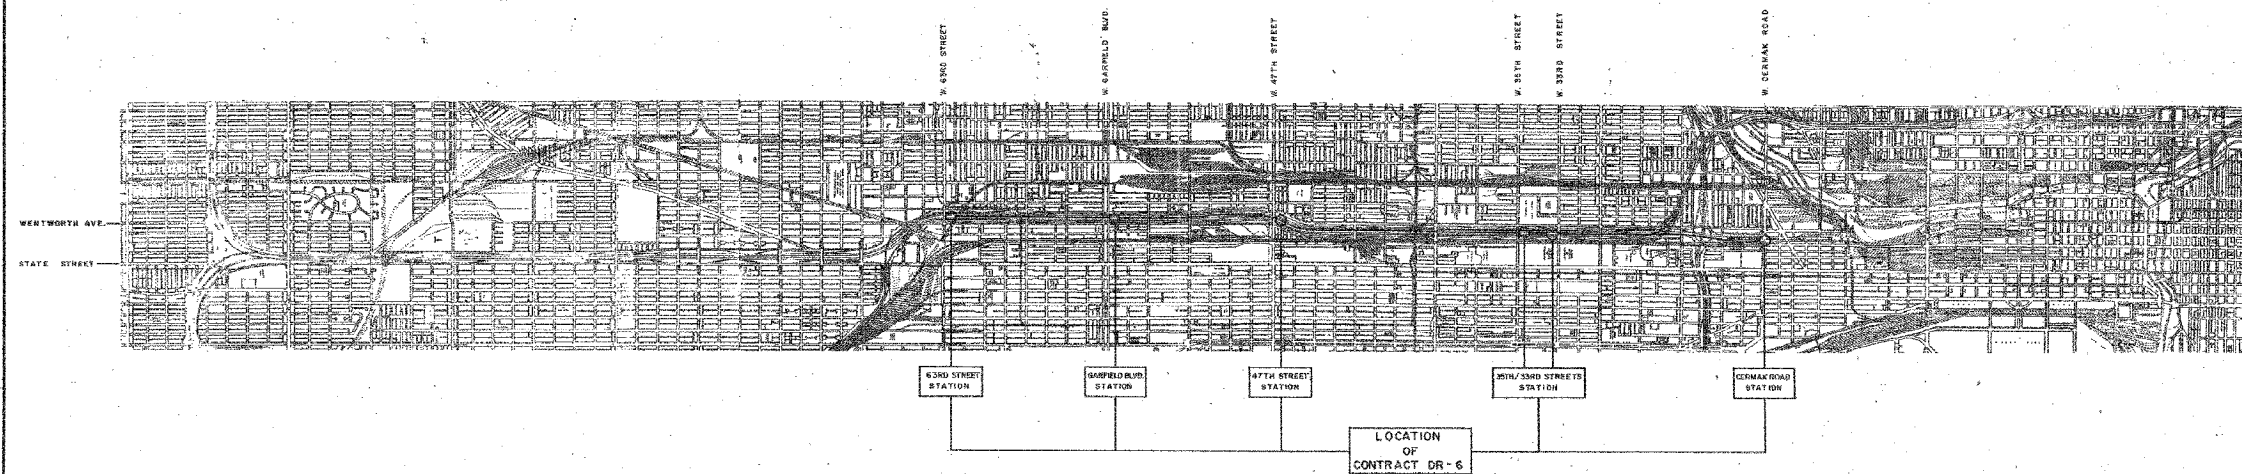 W. 63RD STREET
W. GARFIELD BLVD.
W. 47TH STREET
W. 35TH STREET
W. 33RD STREET
W. CERMAK ROAD
WENTWORTH AVE.
STATE STREET
63RD STREET
STATION
GARFIELD BLVD.
STATION
47TH STREET
STATION
35TH/33RD STREETS
STATION
CERMAK ROAD
STATION
LOCATION
OF
CONTRACT DR-6